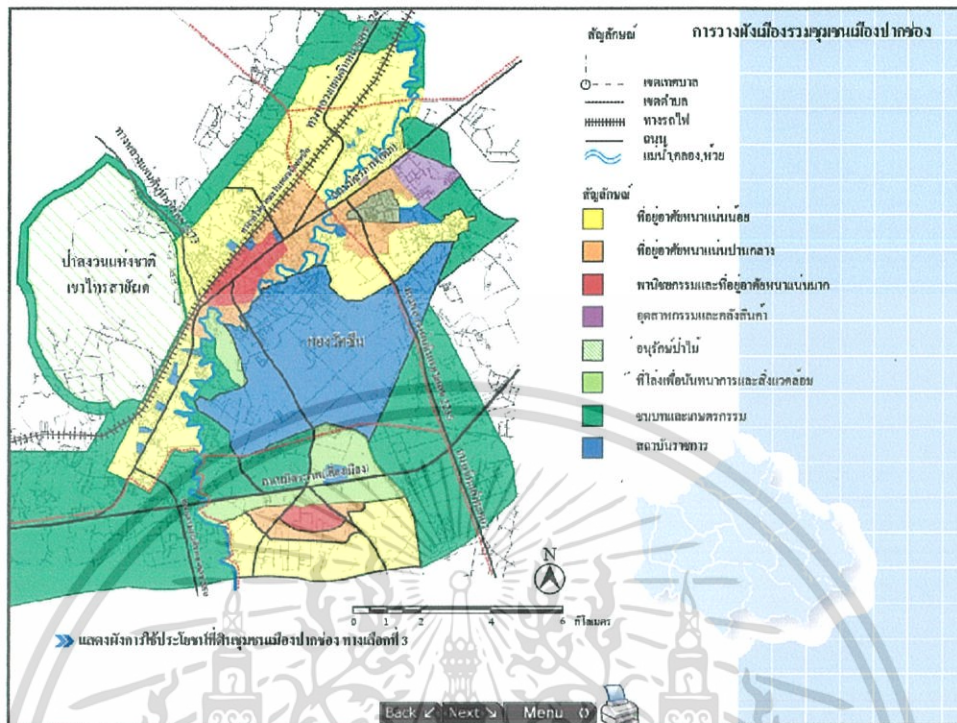 สัญลักษณ์
การวางผังเมืองรวมชุมชนเมืองปากช่อง
เขตเทศบาล
เขตตำบล
ทางรถไฟ
ถนน
แม่น้ำ,คลอง,ห้วย
สัญลักษณ์
ที่อยู่อาศัยหนาแน่นน้อย
ที่อยู่อาศัยหนาแน่นปานกลาง
พาณิชยกรรมและที่อยู่อาศัยหนาแน่นมาก
อุตสาหกรรมและคลังสินค้า
อนุรักษ์ป่าไม้
ที่โล่งเพื่อนันทนาการและสิ่งแวดล้อม
ชนบทและเกษตรกรรม
สถาบันราชการ
ป่าสงวนแห่งชาติ
N
0 1 2 4 6 กิโลเมตร
แสดงผังการใช้ประโยชน์ที่ดินชุมชนเมืองปากช่อง ทางเลือกที่ 3
Back Next Menu